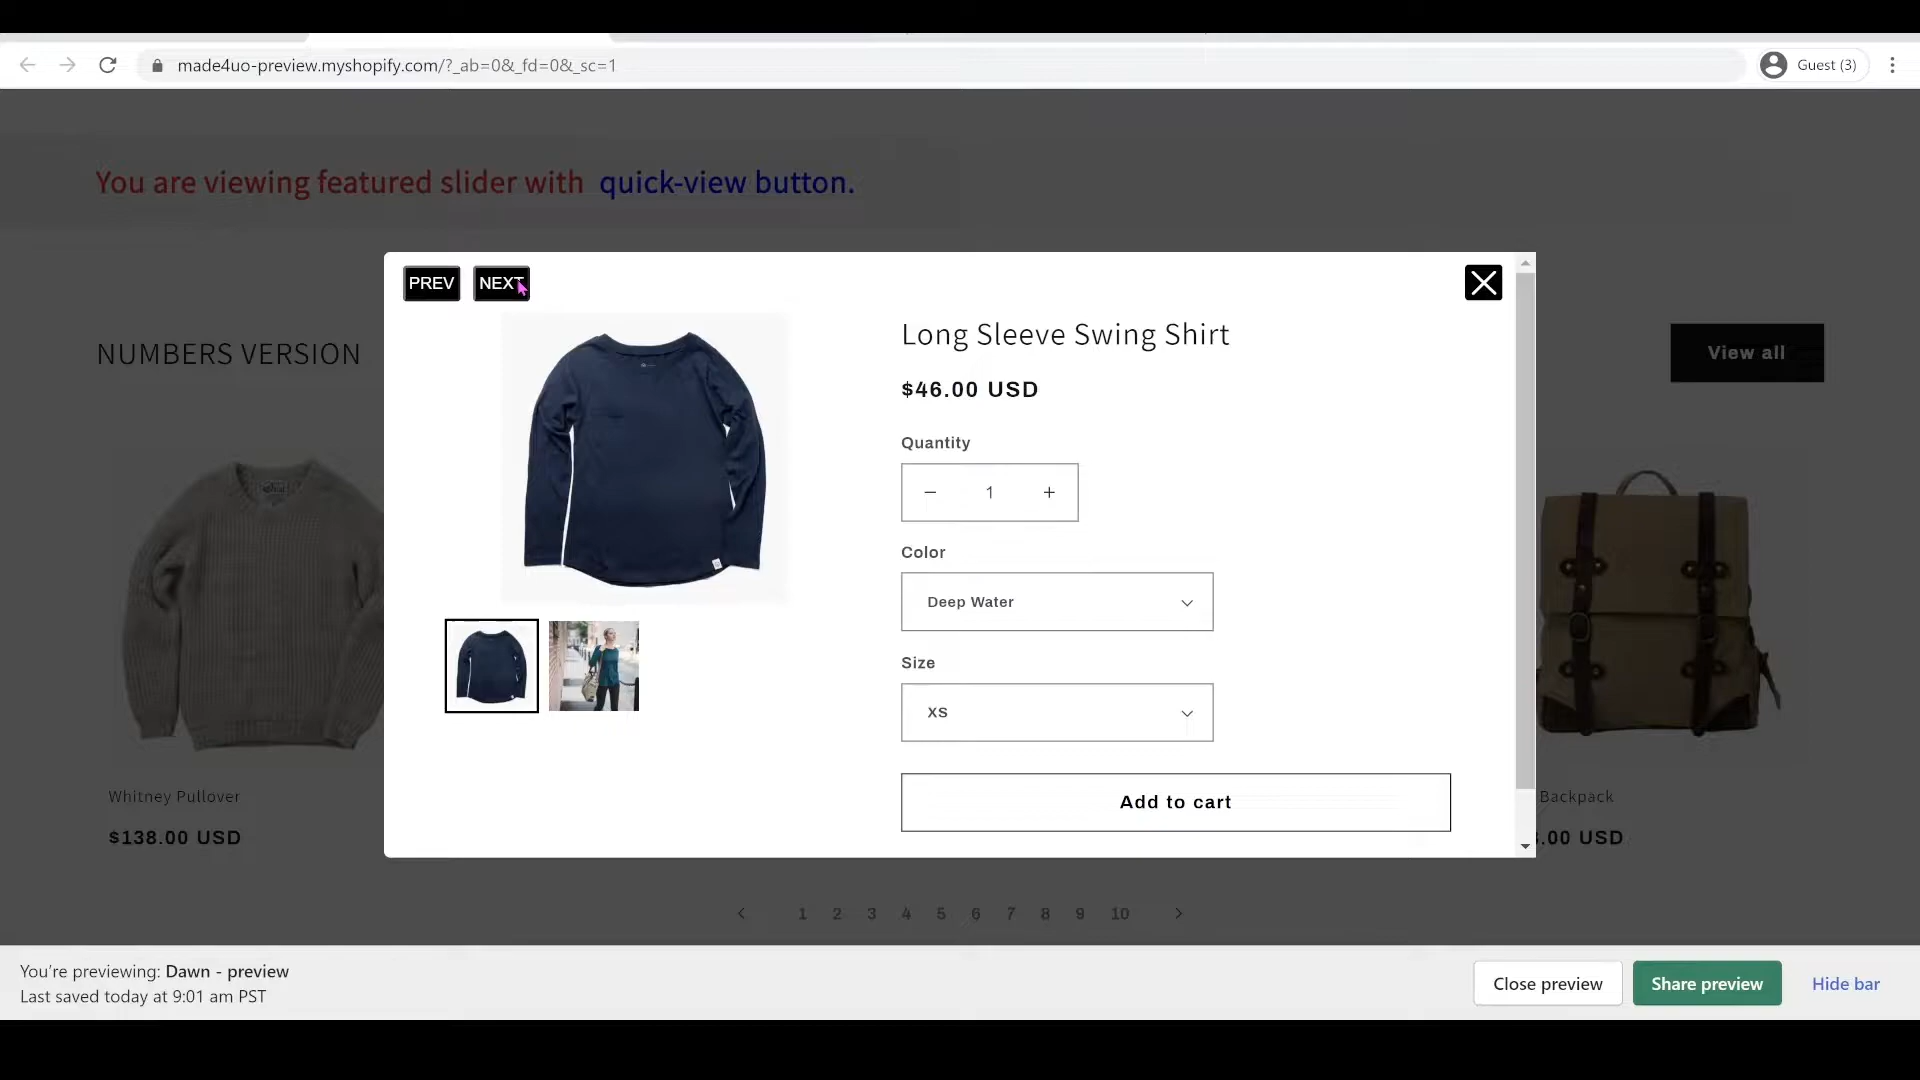 made4uo-preview.myshopify.com/?_ab=0&_fd=0&_sc=1
Guest (3)
You are viewing featured slider with quick-view button.
PREV NEXT
NUMBERS VERSION
View all
Long Sleeve Swing Shirt
$46.00 USD
Quantity
1
Color
Deep Water
Size
XS
Add to cart
Whitney Pullover
$138.00 USD
Backpack
.00 USD
1 2 3 4 5 6 7 8 9 10
You're previewing: Dawn - preview
Last saved today at 9:01 am PST
Close preview
Share preview
Hide bar